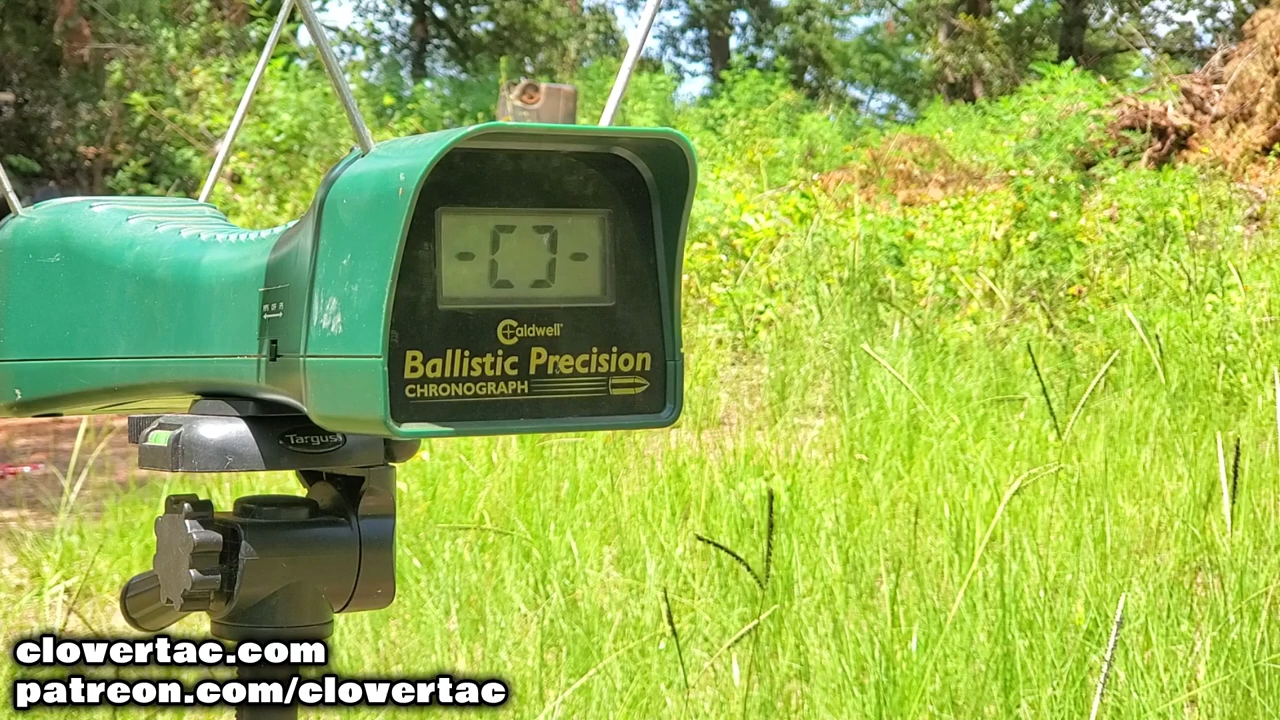 -[ ]-
Caldwell®
Ballistic Precision
CHRONOGRAPH
Targus
clovertac.com
patreon.com/clovertac